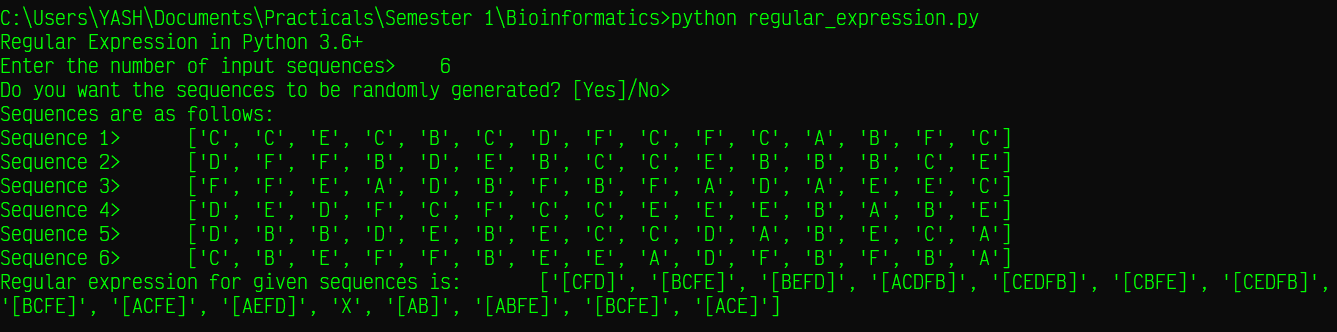 C:\Users\YASH\Documents\Practicals\Semester 1\Bioinformatics>python regular_expression.py
Regular Expression in Python 3.6+
Enter the number of input sequences>    6
Do you want the sequences to be randomly generated? [Yes]/No>
Sequences are as follows:
Sequence 1>      ['C', 'C', 'E', 'C', 'B', 'C', 'D', 'F', 'C', 'F', 'C', 'A', 'B', 'F', 'C']
Sequence 2>      ['D', 'F', 'F', 'B', 'D', 'E', 'B', 'C', 'C', 'E', 'B', 'B', 'B', 'C', 'E']
Sequence 3>      ['F', 'F', 'E', 'A', 'D', 'B', 'F', 'B', 'F', 'A', 'D', 'A', 'E', 'E', 'C']
Sequence 4>      ['D', 'E', 'D', 'F', 'C', 'F', 'C', 'C', 'E', 'E', 'E', 'B', 'A', 'B', 'E']
Sequence 5>      ['D', 'B', 'B', 'D', 'E', 'B', 'E', 'C', 'C', 'D', 'A', 'B', 'E', 'C', 'A']
Sequence 6>      ['C', 'B', 'E', 'F', 'F', 'B', 'E', 'E', 'A', 'D', 'F', 'B', 'F', 'B', 'A']
Regular expression for given sequences is:       ['[CFD]', '[BCFE]', '[BEFD]', '[ACDFB]', '[CEDFB]', '[CBFE]', '[CEDFB]',
'[BCFE]', '[ACFE]', '[AEFD]', 'X', '[AB]', '[ABFE]', '[BCFE]', '[ACE]']